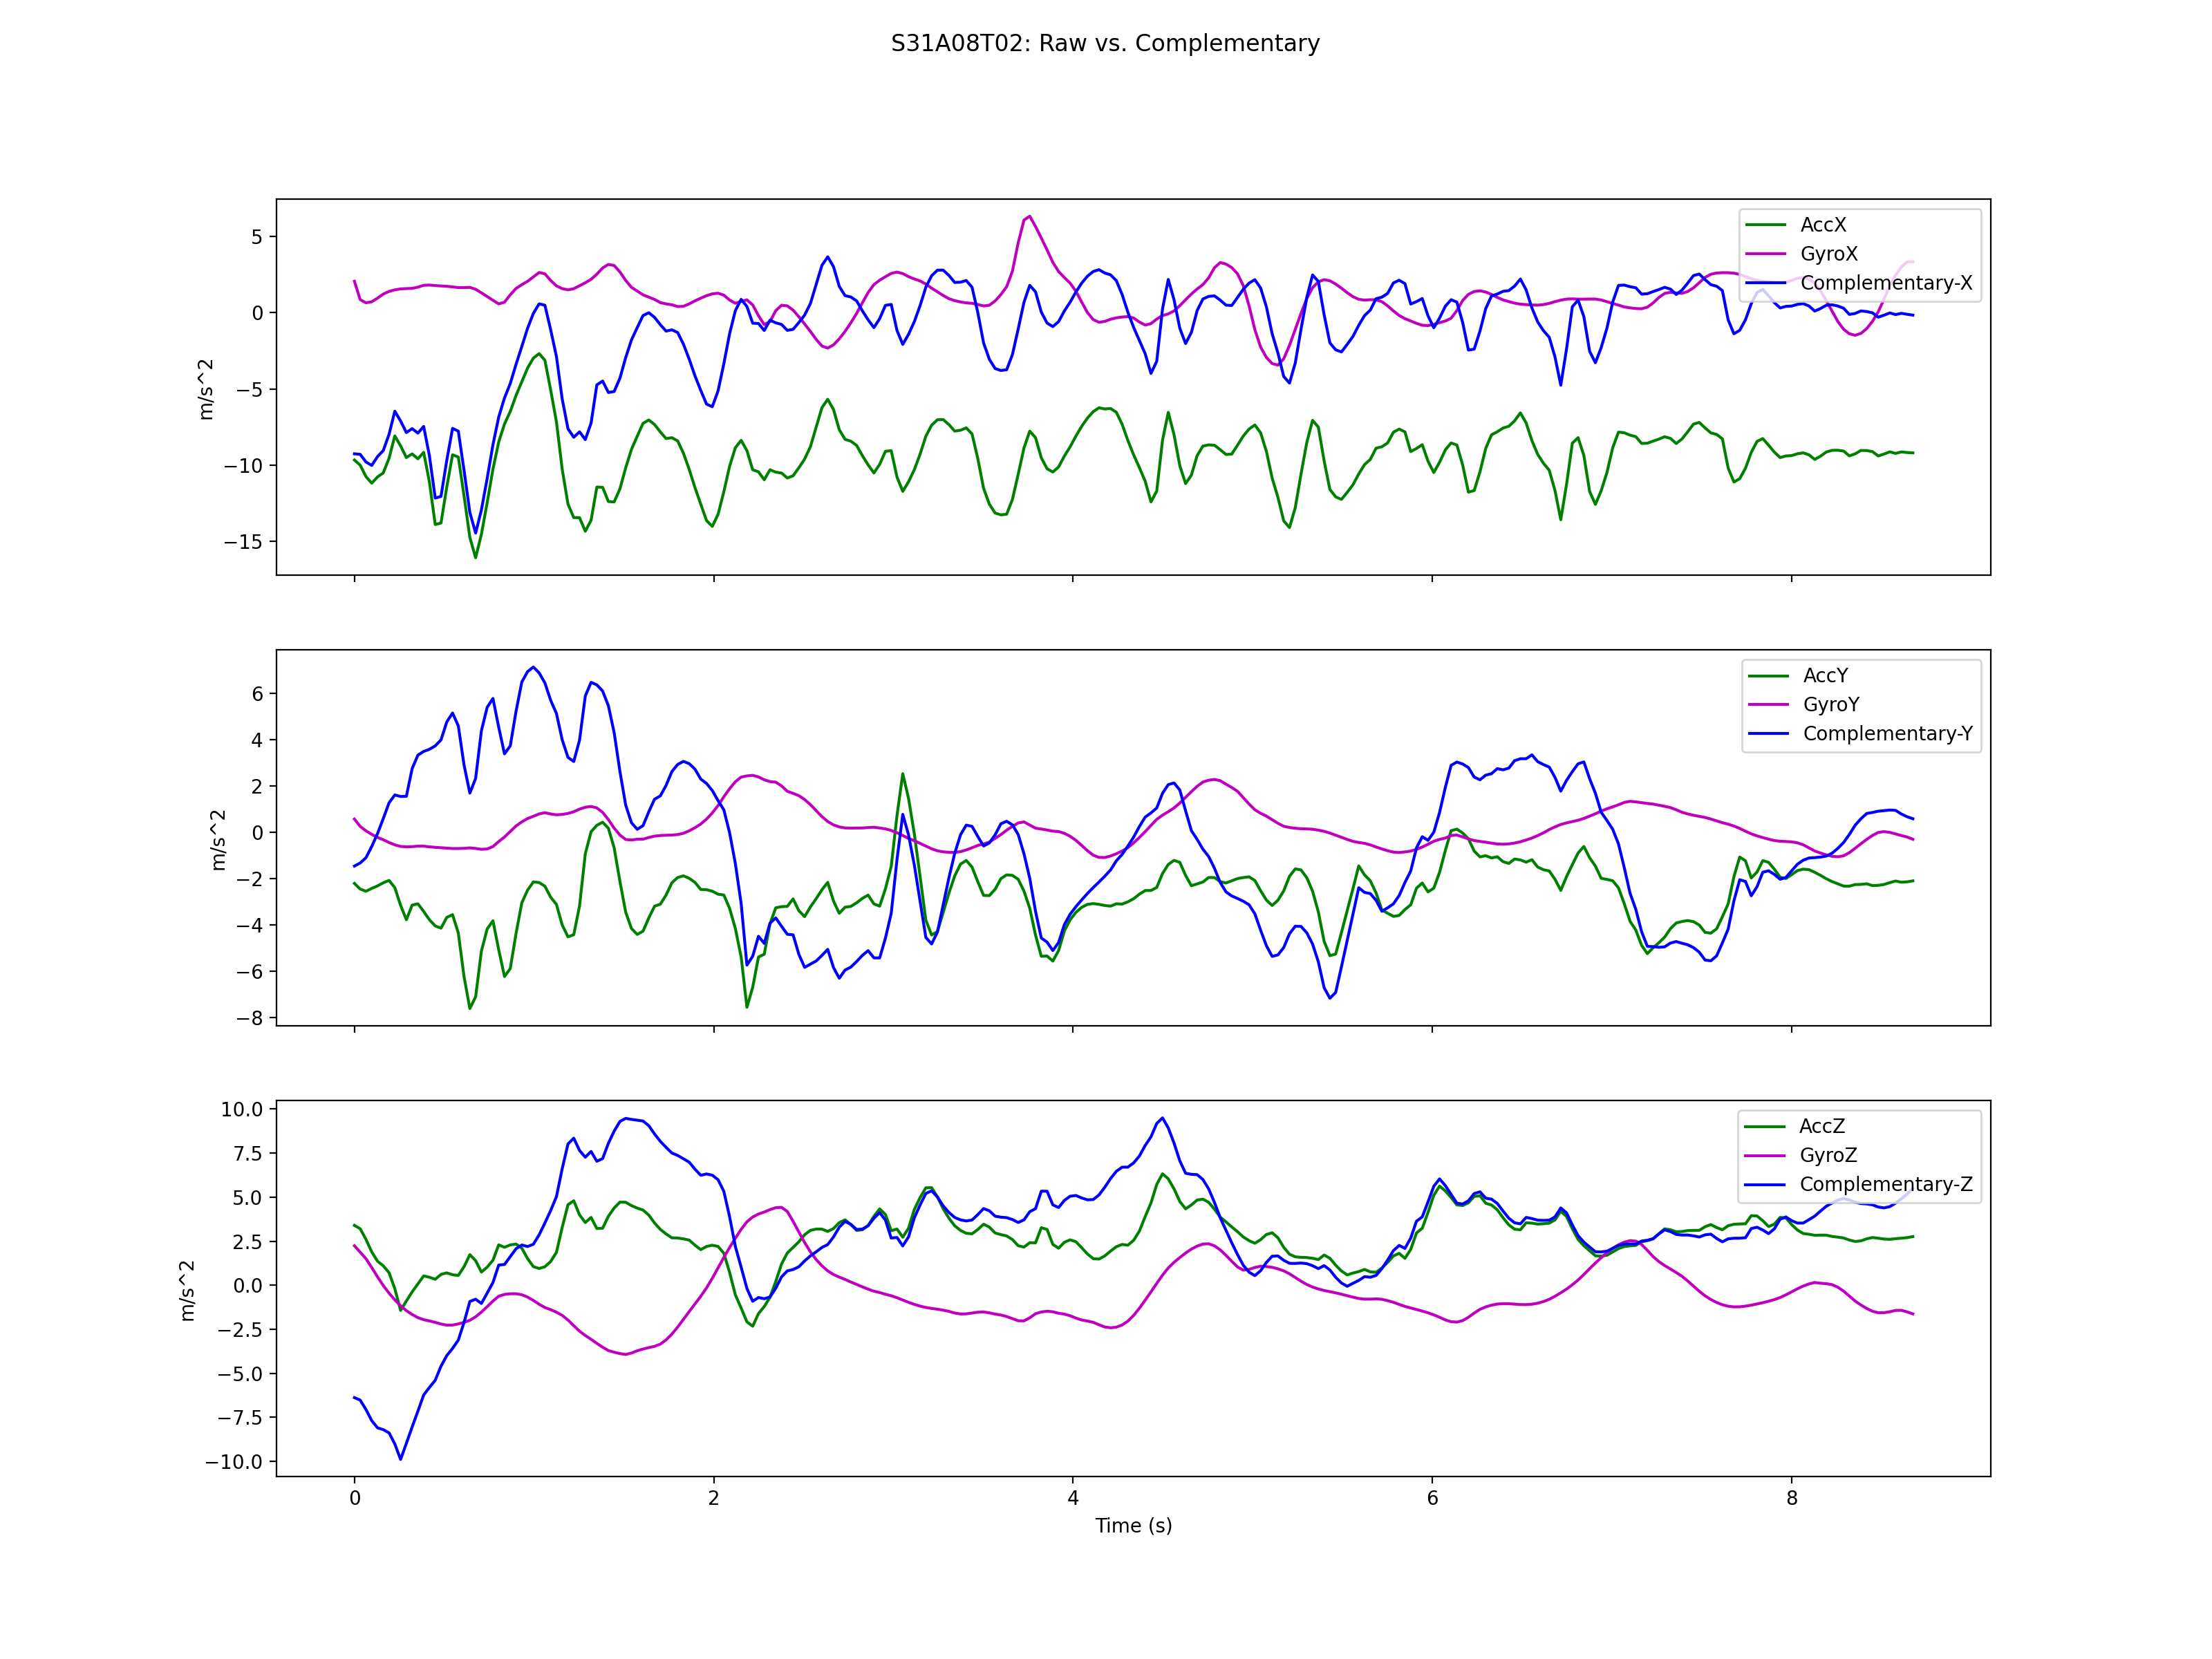 S31A08T02: Raw vs. Complementary
5
0
−5
−10
−15
m/s^2
AccX
GyroX
Complementary-X
6
4
2
0
−2
−4
−6
−8
m/s^2
AccY
GyroY
Complementary-Y
10.0
7.5
5.0
2.5
0.0
−2.5
−5.0
−7.5
−10.0
m/s^2
AccZ
GyroZ
Complementary-Z
0 2 4 6 8
Time (s)